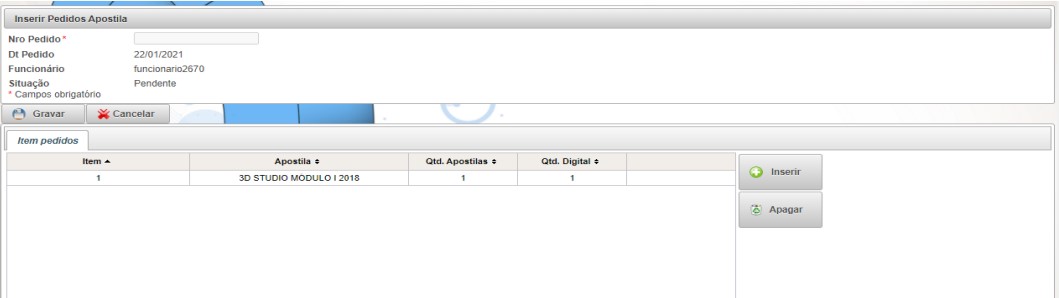 Inserir Pedidos Apostila
Nro Pedido *
Dt Pedido 22/01/2021
Funcionário funcionario2670
Situação Pendente
* Campos obrigatório
Gravar Cancelar
Item pedidos
Item Apostila Qtd. Apostilas Qtd. Digital
1 3D STUDIO MODULO I 2018 1 1
Inserir
Apagar